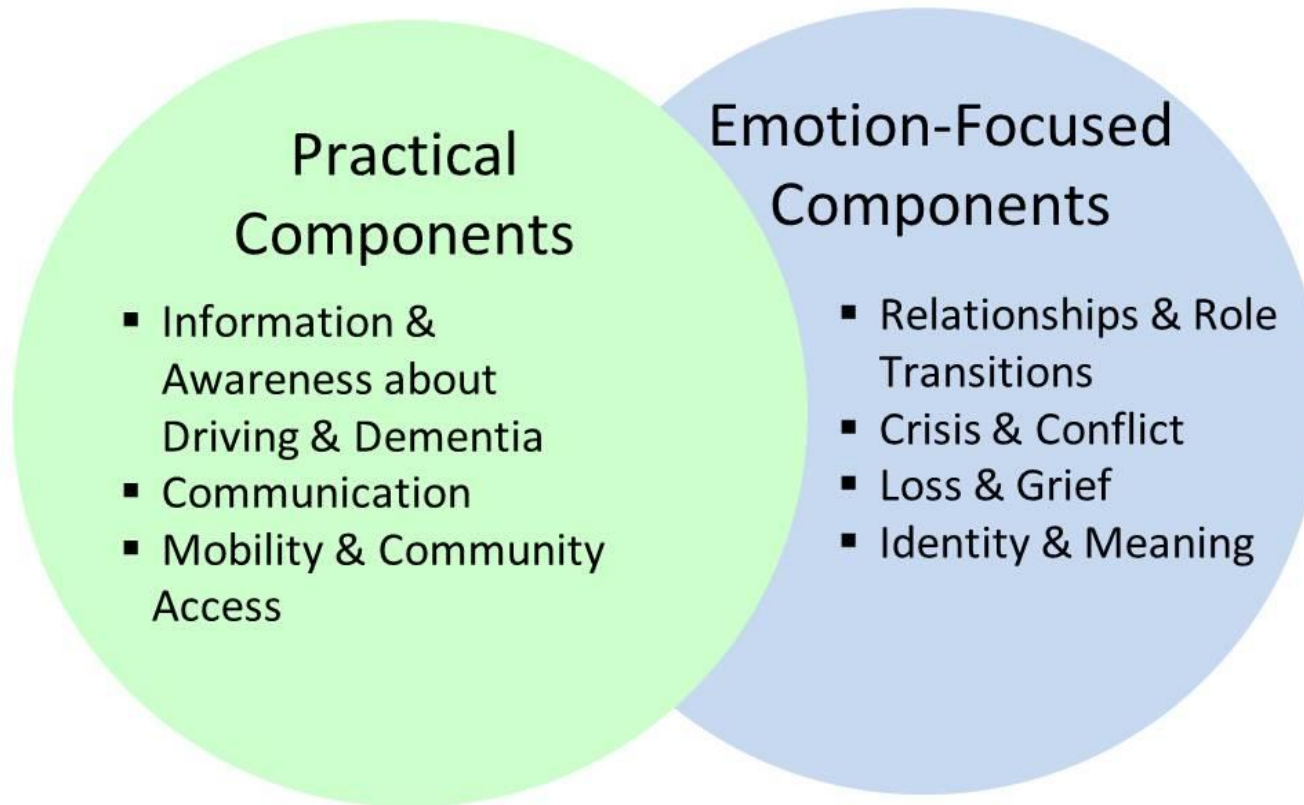 Practical
Components
▪ Information &
Awareness about
Driving & Dementia
▪ Communication
▪ Mobility & Community
Access
Emotion-Focused
Components
▪ Relationships & Role
Transitions
▪ Crisis & Conflict
▪ Loss & Grief
▪ Identity & Meaning